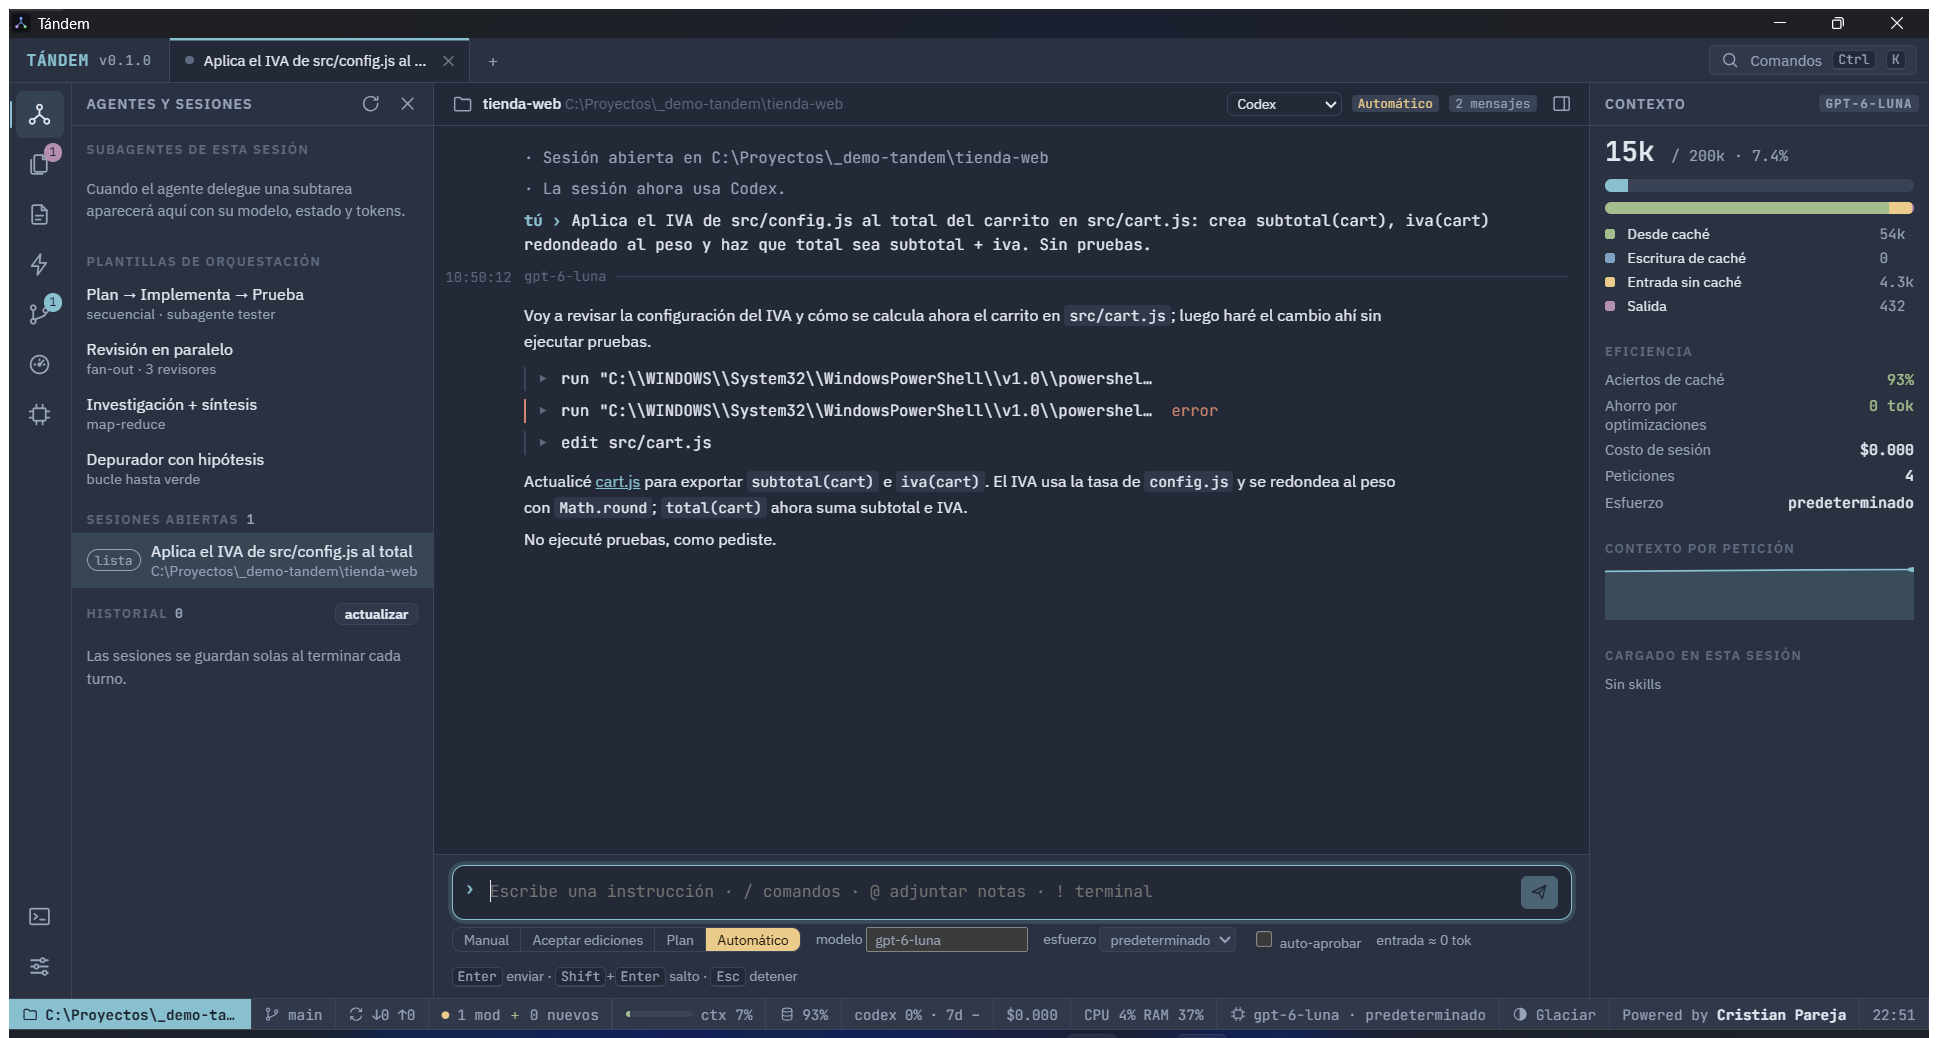 Tándem
TÁNDEM v0.1.0
Aplica el IVA de src/config.js al ...
+
Comandos Ctrl K
AGENTES Y SESIONES
SUBAGENTES DE ESTA SESIÓN
Cuando el agente delegue una subtarea
aparecerá aquí con su modelo, estado y tokens.
PLANTILLAS DE ORQUESTACIÓN
Plan → Implementa → Prueba
secuencial · subagente tester
Revisión en paralelo
fan-out · 3 revisores
Investigación + síntesis
map-reduce
Depurador con hipótesis
bucle hasta verde
SESIONES ABIERTAS 1
lista
Aplica el IVA de src/config.js al total
C:\Proyectos\_demo-tandem\tienda-web
HISTORIAL 0
actualizar
Las sesiones se guardan solas al terminar cada
turno.
1
1
tienda-web C:\Proyectos\_demo-tandem\tienda-web
Codex
Automático
2 mensajes
· Sesión abierta en C:\Proyectos\_demo-tandem\tienda-web
· La sesión ahora usa Codex.
tú › Aplica el IVA de src/config.js al total del carrito en src/cart.js: crea subtotal(cart), iva(cart)
redondeado al peso y haz que total sea subtotal + iva. Sin pruebas.
10:50:12 gpt-6-luna
Voy a revisar la configuración del IVA y cómo se calcula ahora el carrito en src/cart.js; luego haré el cambio ahí sin
ejecutar pruebas.
run "C:\\WINDOWS\\System32\\WindowsPowerShell\\v1.0\\powershel…
run "C:\\WINDOWS\\System32\\WindowsPowerShell\\v1.0\\powershel… error
edit src/cart.js
Actualicé cart.js para exportar subtotal(cart) e iva(cart). El IVA usa la tasa de config.js y se redondea al peso
con Math.round; total(cart) ahora suma subtotal e IVA.
No ejecuté pruebas, como pediste.
› Escribe una instrucción · / comandos · @ adjuntar notas · ! terminal
Manual
Aceptar ediciones
Plan
Automático
modelo gpt-6-luna
esfuerzo predeterminado
auto-aprobar
entrada ≈ 0 tok
Enter enviar · Shift+Enter salto · Esc detener
CONTEXTO
GPT-6-LUNA
15k / 200k · 7.4%
Desde caché 54k
Escritura de caché 0
Entrada sin caché 4.3k
Salida 432
EFICIENCIA
Aciertos de caché 93%
Ahorro por
optimizaciones 0 tok
Costo de sesión $0.000
Peticiones 4
Esfuerzo predeterminado
CONTEXTO POR PETICIÓN
CARGADO EN ESTA SESIÓN
Sin skills
C:\Proyectos\_demo-ta…
main
↓0 ↑0
1 mod + 0 nuevos
ctx 7%
93%
codex 0% · 7d –
$0.000
CPU 4% RAM 37%
gpt-6-luna · predeterminado
Glaciar
Powered by Cristian Pareja
22:51